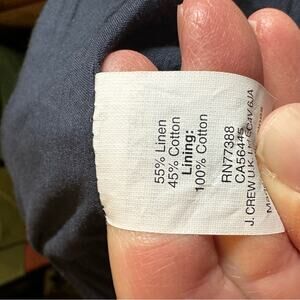 55% Linen
45% Cotton
Lining:
100% Cotton
RN77388
CA56445
J. CREW